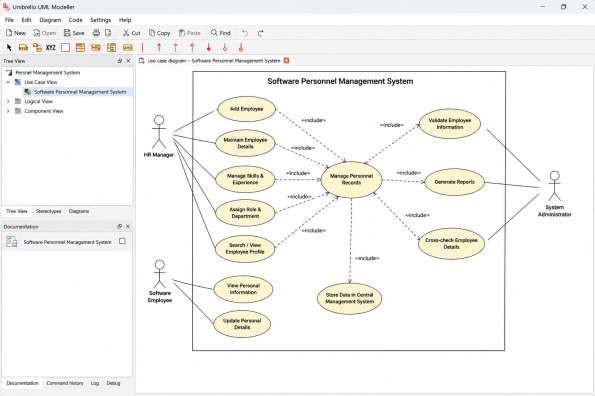 Umbrello UML Modeller
File Edit Diagram Code Settings Help
New Open Save Cut Copy Paste Find
XYZ
Tree View
use case diagram - Software Personnel Management System
Persnel Management System
Use Case View
Software Personnel Management System
Logical View
Component View
Tree View Stereotypes Diagrams
Documentation
Software Personnel Management System
Documentation Command history Log Debug
Software Personnel Management System
Add Employee
Maintain Employee
Details
Manage Skills &
Experience
Assign Role &
Department
Search / View
Employee Profile
View Personal
Information
Update Personal
Details
HR Manager
Software
Employee
Manage Personnel
Records
Store Data in Central
Management System
Validate Employee
Information
Generate Reports
Cross-check Employee
Details
System
Administrator
«include»
«include»
«include»
«include»
«include»
«include»
«include»
«include»
«include»